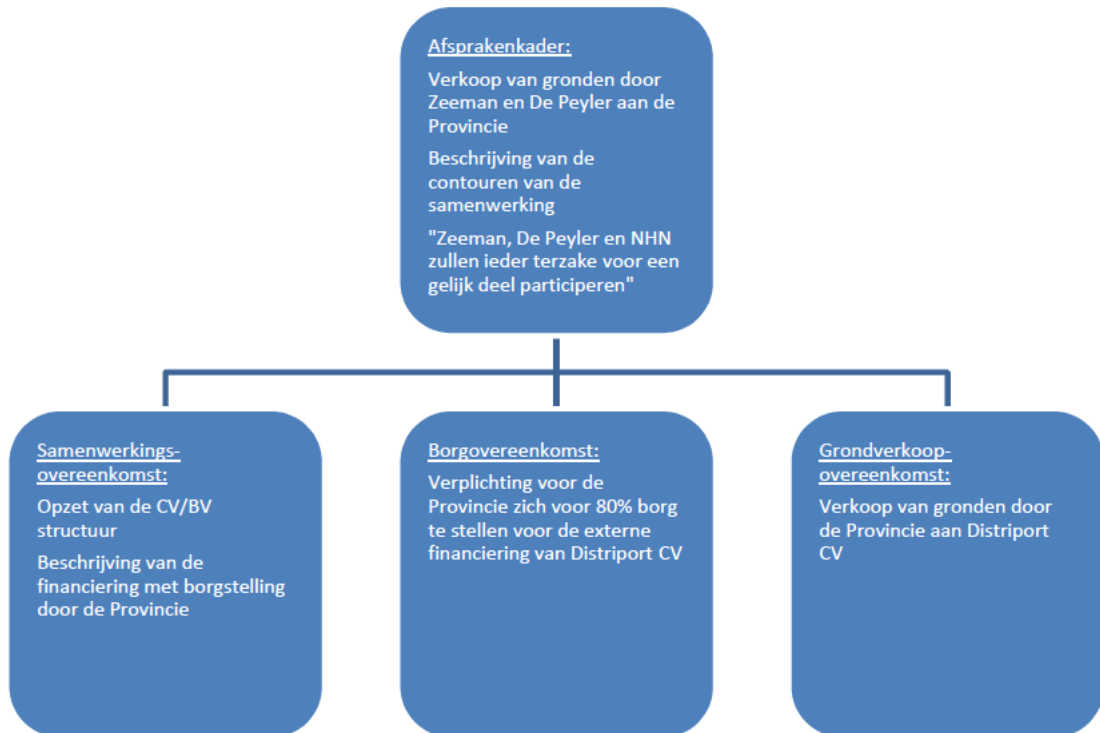 Afsprakenkader:
Verkoop van gronden door
Zeeman en De Peyler aan de
Provincie
Beschrijving van de
contouren van de
samenwerking
"Zeeman, De Peyler en NHN
zullen ieder terzake voor een
gelijk deel participeren"
Samenwerkings-
overeenkomst:
Opzet van de CV/BV
structuur
Beschrijving van de
financiering met borgstelling
door de Provincie
Borgovereenkomst:
Verplichting voor de
Provincie zich voor 80% borg
te stellen voor de externe
financiering van Distriport CV
Grondverkoop-
overeenkomst:
Verkoop van gronden door
de Provincie aan Distriport
CV